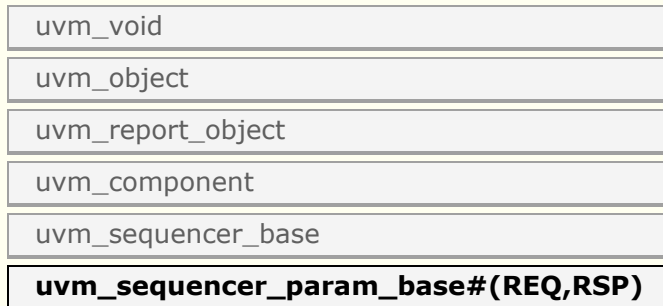 uvm_void
uvm_object
uvm_report_object
uvm_component
uvm_sequencer_base
uvm_sequencer_param_base#(REQ,RSP)